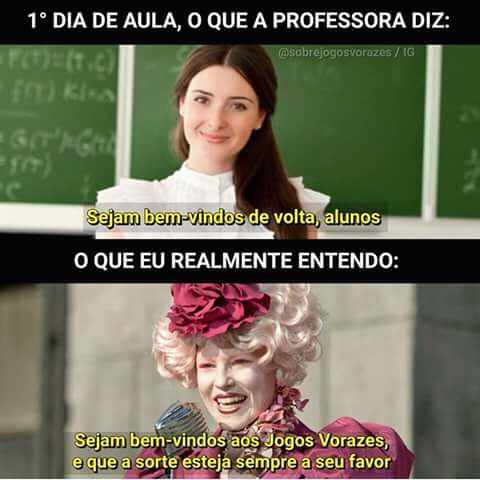 1° DIA DE AULA, O QUE A PROFESSORA DIZ:
@sobrejogosvorazes / IG
Sejam bem-vindos de volta, alunos
O QUE EU REALMENTE ENTENDO:
Sejam bem-vindos aos Jogos Vorazes,
e que a sorte esteja sempre a seu favor